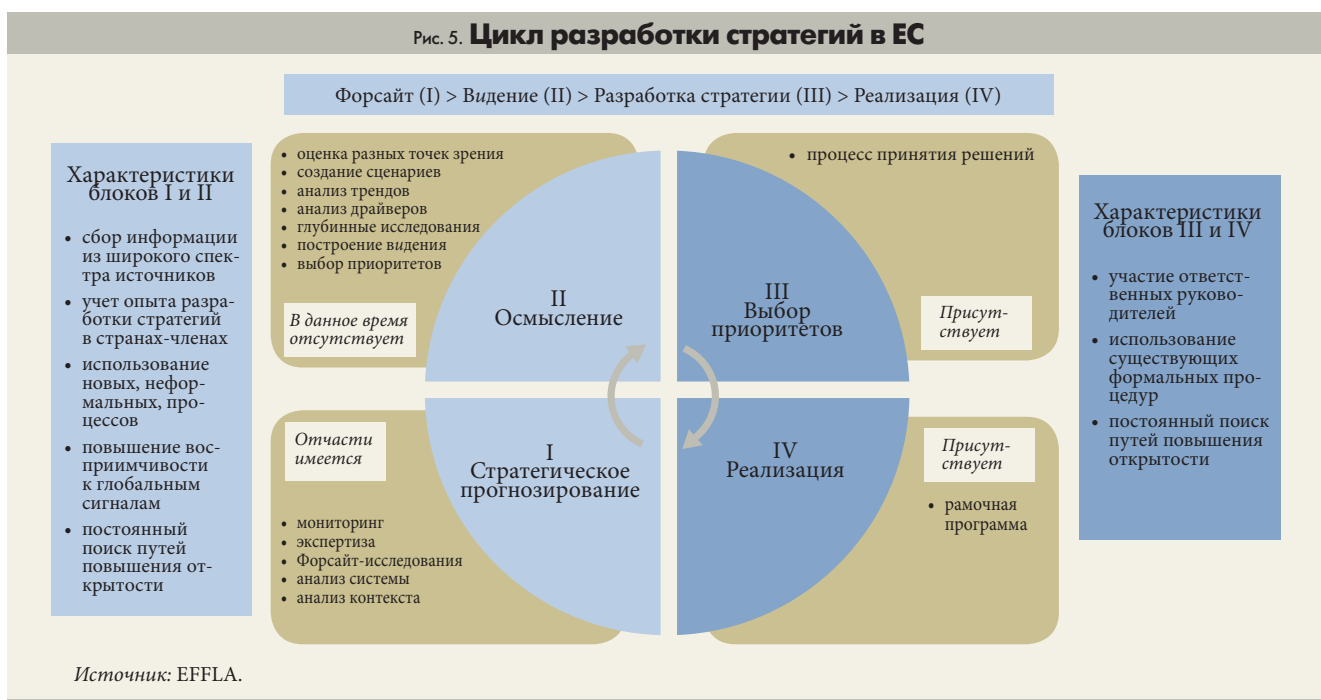 Рис. 5. Цикл разработки стратегий в ЕС
Форсайт (I) > Видение (II) > Разработка стратегии (III) > Реализация (IV)
Характеристики
блоков I и II
• сбор информации
из широкого спек-
тра источников
• учет опыта разра-
ботки стратегий
в странах-членах
• использование
новых, нефор-
мальных, про-
цессов
• повышение вос-
приимчивости
к глобальным
сигналам
• постоянный
поиск путей
повышения от-
крытости
• оценка разных точек зрения
• создание сценариев
• анализ трендов
• анализ драйверов
• глубинные исследования
• построение видения
• выбор приоритетов
В данное время
отсутствует
II
Осмысление
• процесс принятия решений
III
Выбор
приоритетов
Присут-
ствует
Отчасти
имеется
I
Стратегическое
прогнозирование
• мониторинг
• экспертиза
• Форсайт-исследования
• анализ системы
• анализ контекста
IV
Реализация
Присут-
ствует
• рамочная
программа
Характеристики
блоков III и IV
• участие ответст-
венных руково-
дителей
• использование
существующих
формальных про-
цедур
• постоянный поиск
путей повышения
открытости
Источник: EFFLA.